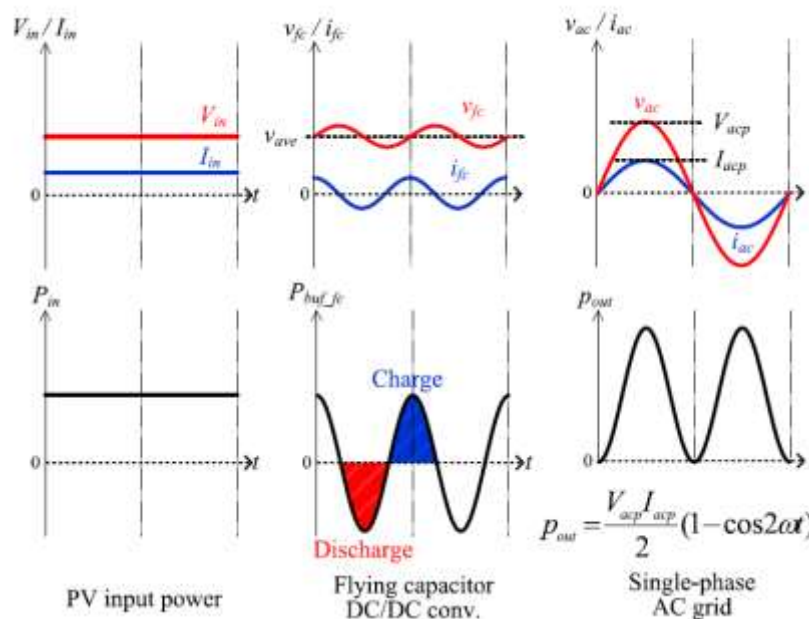 V_in / I_in
V_in
I_in
0
t
v_fc / i_fc
v_fc
v_ave
i_fc
0
t
v_ac / i_ac
v_ac
V_acp
I_acp
0
i_ac
P_in
0
t
P_buf_fc
Charge
0
t
Discharge
p_out
0
p_out = V_acp I_acp / 2 (1−cos2ωt)
PV input power
Flying capacitor
DC/DC conv.
Single-phase
AC grid